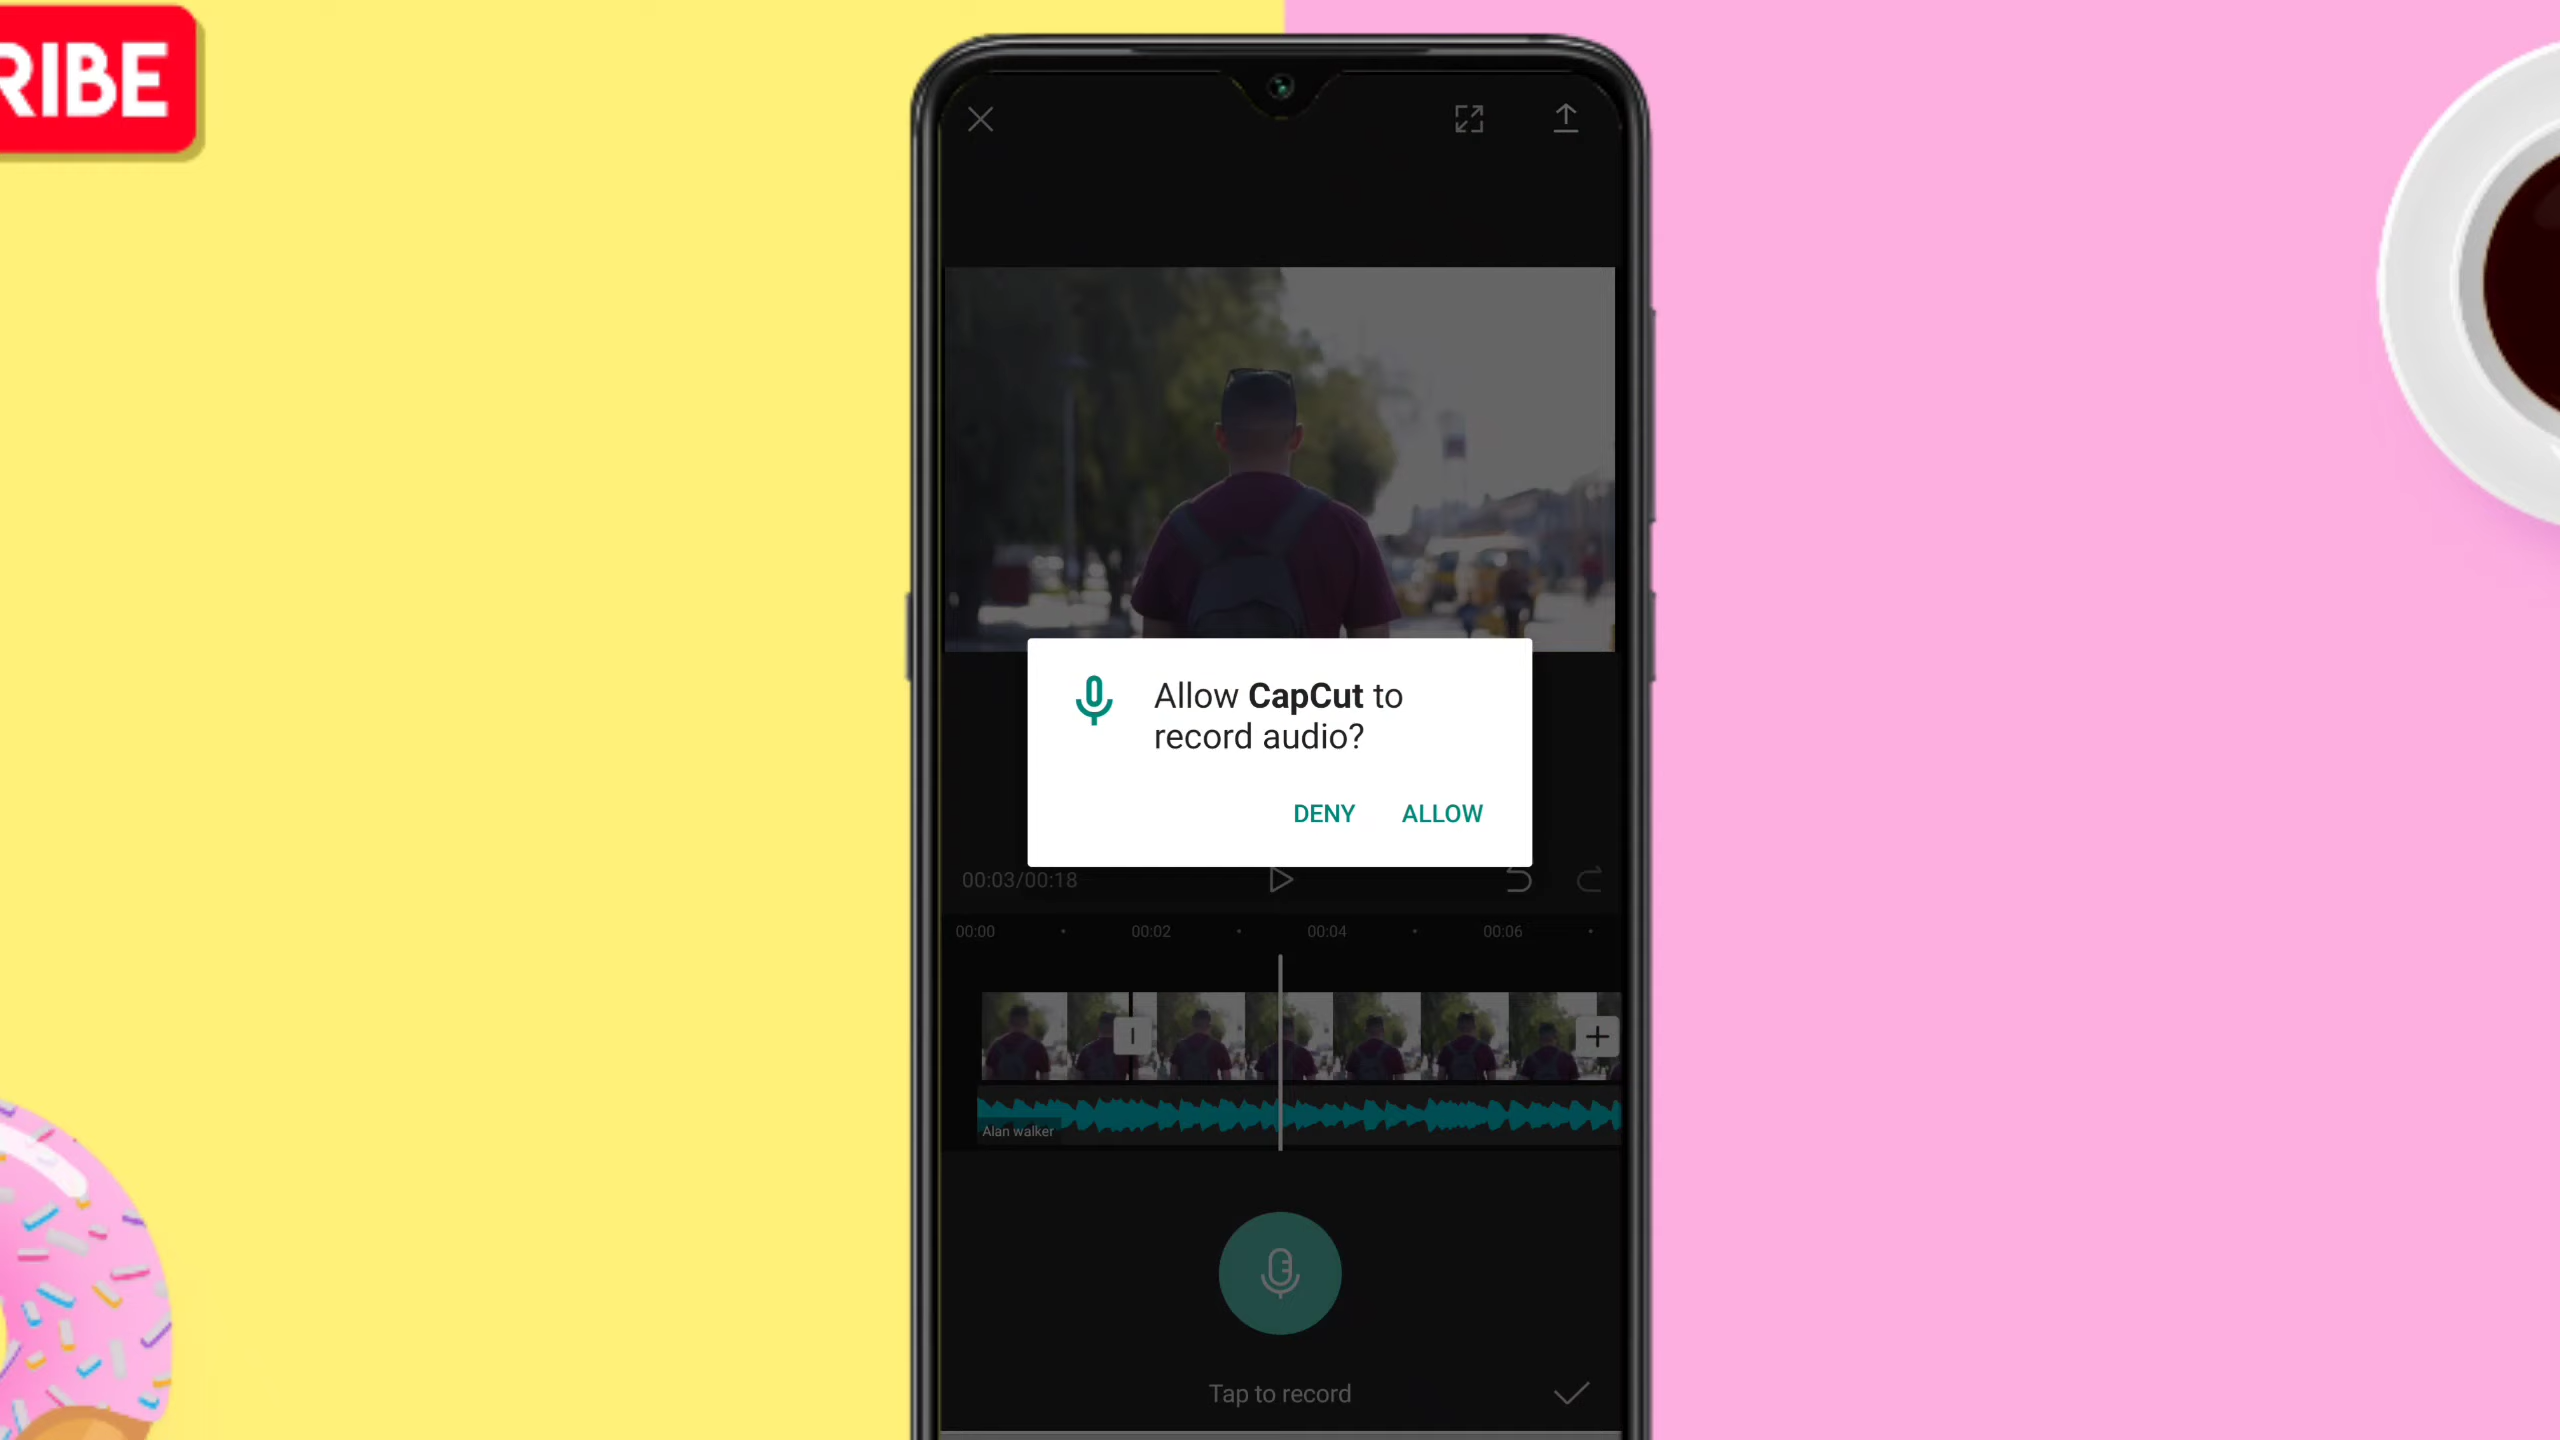 RIBE
Allow CapCut to
record audio?
DENY ALLOW
00:03/00:18
00:00 00:02 00:04 00:06
Alan walker
Tap to record